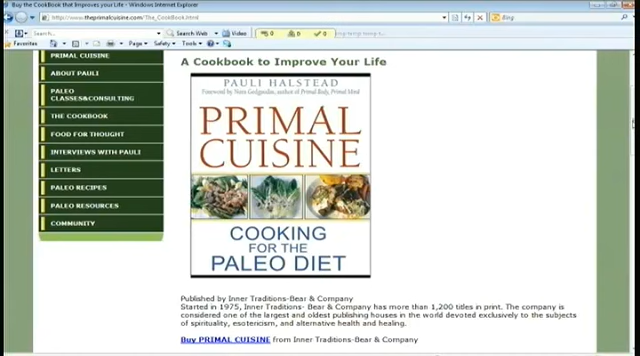 Buy the CookBook that Improves your Life - Windows Internet Explorer
http://www.theprimalcuisine.com/The_CookBook.html
Bing
Search Web
Video
Favorites
Page
Safety
Tools
PRIMAL CUISINE
ABOUT PAULI
PALEO
CLASSES&CONSULTING
THE COOKBOOK
FOOD FOR THOUGHT
INTERVIEWS WITH PAULI
LETTERS
PALEO RECIPES
PALEO RESOURCES
COMMUNITY
A Cookbook to Improve Your Life
PAULI HALSTEAD
Foreword by Nora Gedgaudas, author of Primal Body, Primal Mind
PRIMAL
CUISINE
COOKING
FOR THE
PALEO DIET
Published by Inner Traditions-Bear & Company
Started in 1975, Inner Traditions- Bear & Company has more than 1,200 titles in print. The company is
considered one of the largest and oldest publishing houses in the world devoted exclusively to the subjects
of spirituality, esotericism, and alternative health and healing.
Buy PRIMAL CUISINE from Inner Traditions-Bear & Company